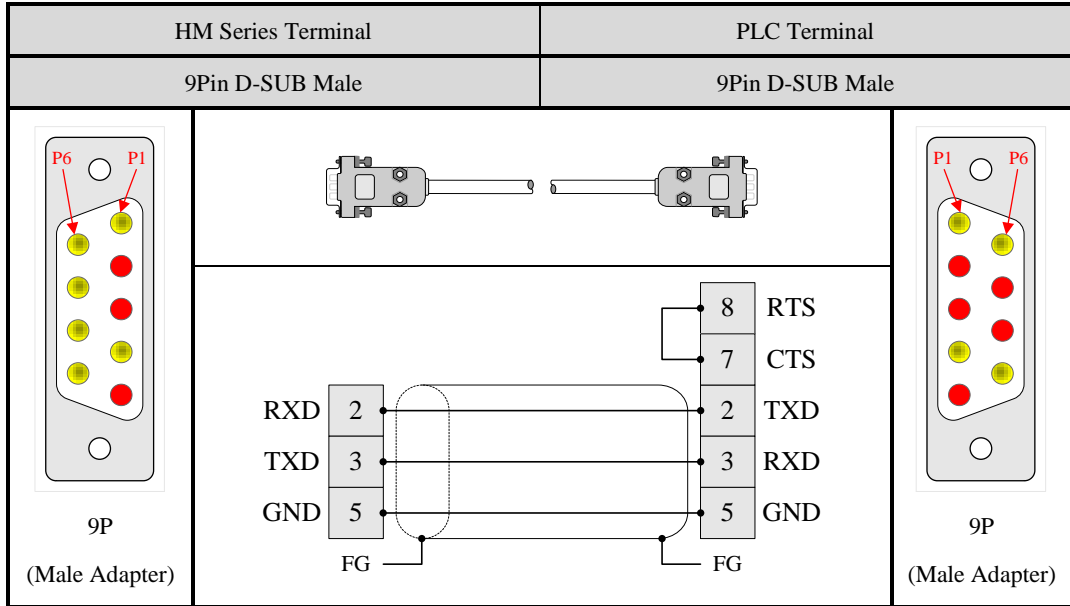 HM Series Terminal
PLC Terminal
9Pin D-SUB Male
9Pin D-SUB Male
P6
P1
9P
(Male Adapter)
8 RTS
7 CTS
RXD 2
2 TXD
TXD 3
3 RXD
GND 5
5 GND
FG
FG
P1
P6
9P
(Male Adapter)